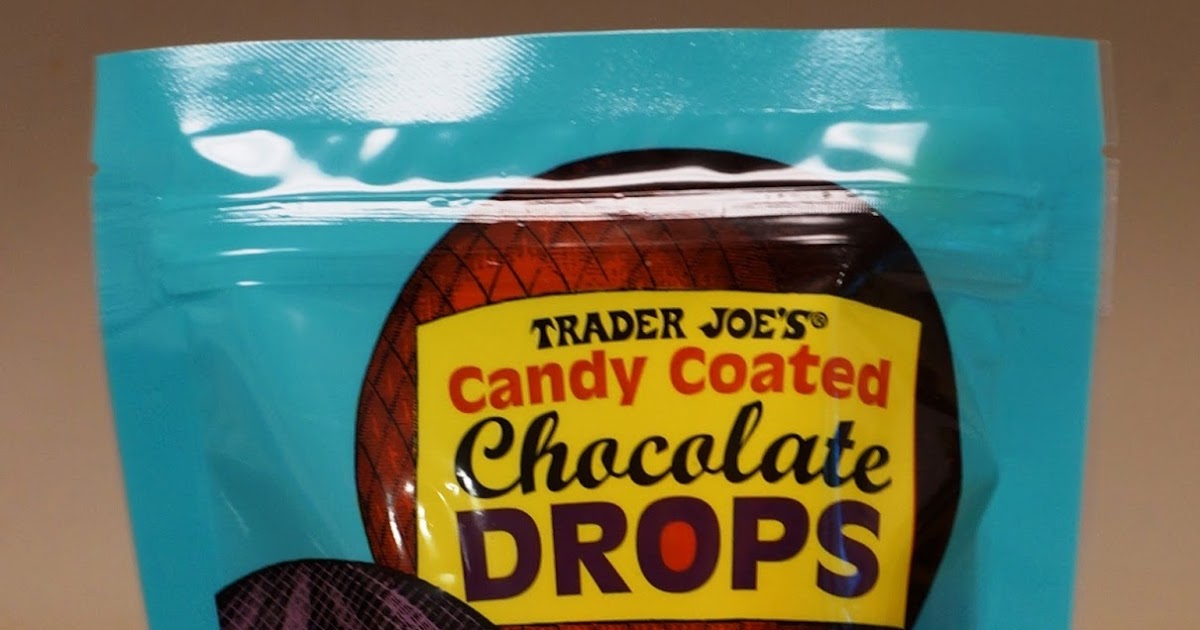 TRADER JOE'S®
Candy Coated
Chocolate
DROPS